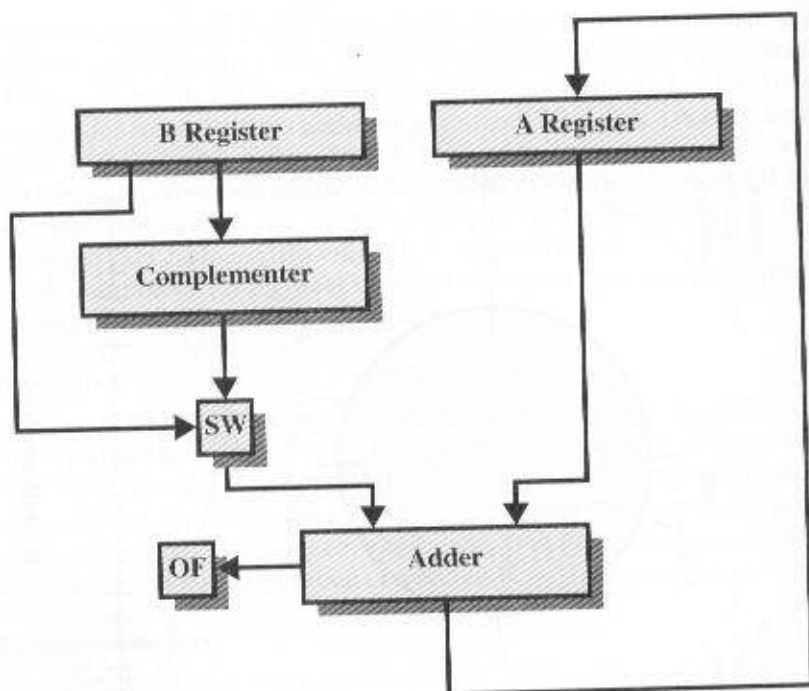 B Register
A Register
Complementer
SW
OF
Adder